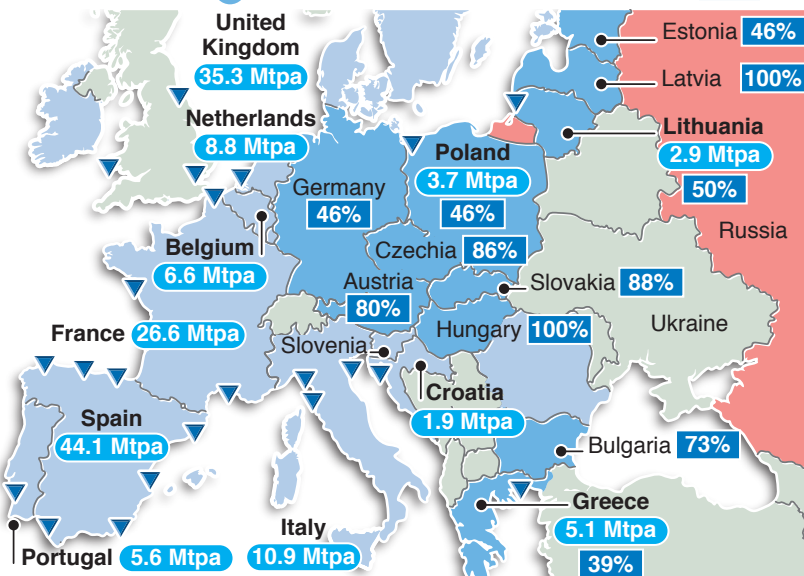 United
Kingdom
35.3 Mtpa
Estonia 46%
Latvia 100%
Netherlands
8.8 Mtpa
Lithuania
2.9 Mtpa
50%
Poland
3.7 Mtpa
46%
Germany
46%
Russia
Czechia 86%
Belgium
6.6 Mtpa
Austria
80%
Slovakia 88%
France 26.6 Mtpa
Slovenia
Hungary 100%
Ukraine
Croatia
1.9 Mtpa
Spain
44.1 Mtpa
Bulgaria 73%
Greece
5.1 Mtpa
39%
Italy
10.9 Mtpa
Portugal 5.6 Mtpa